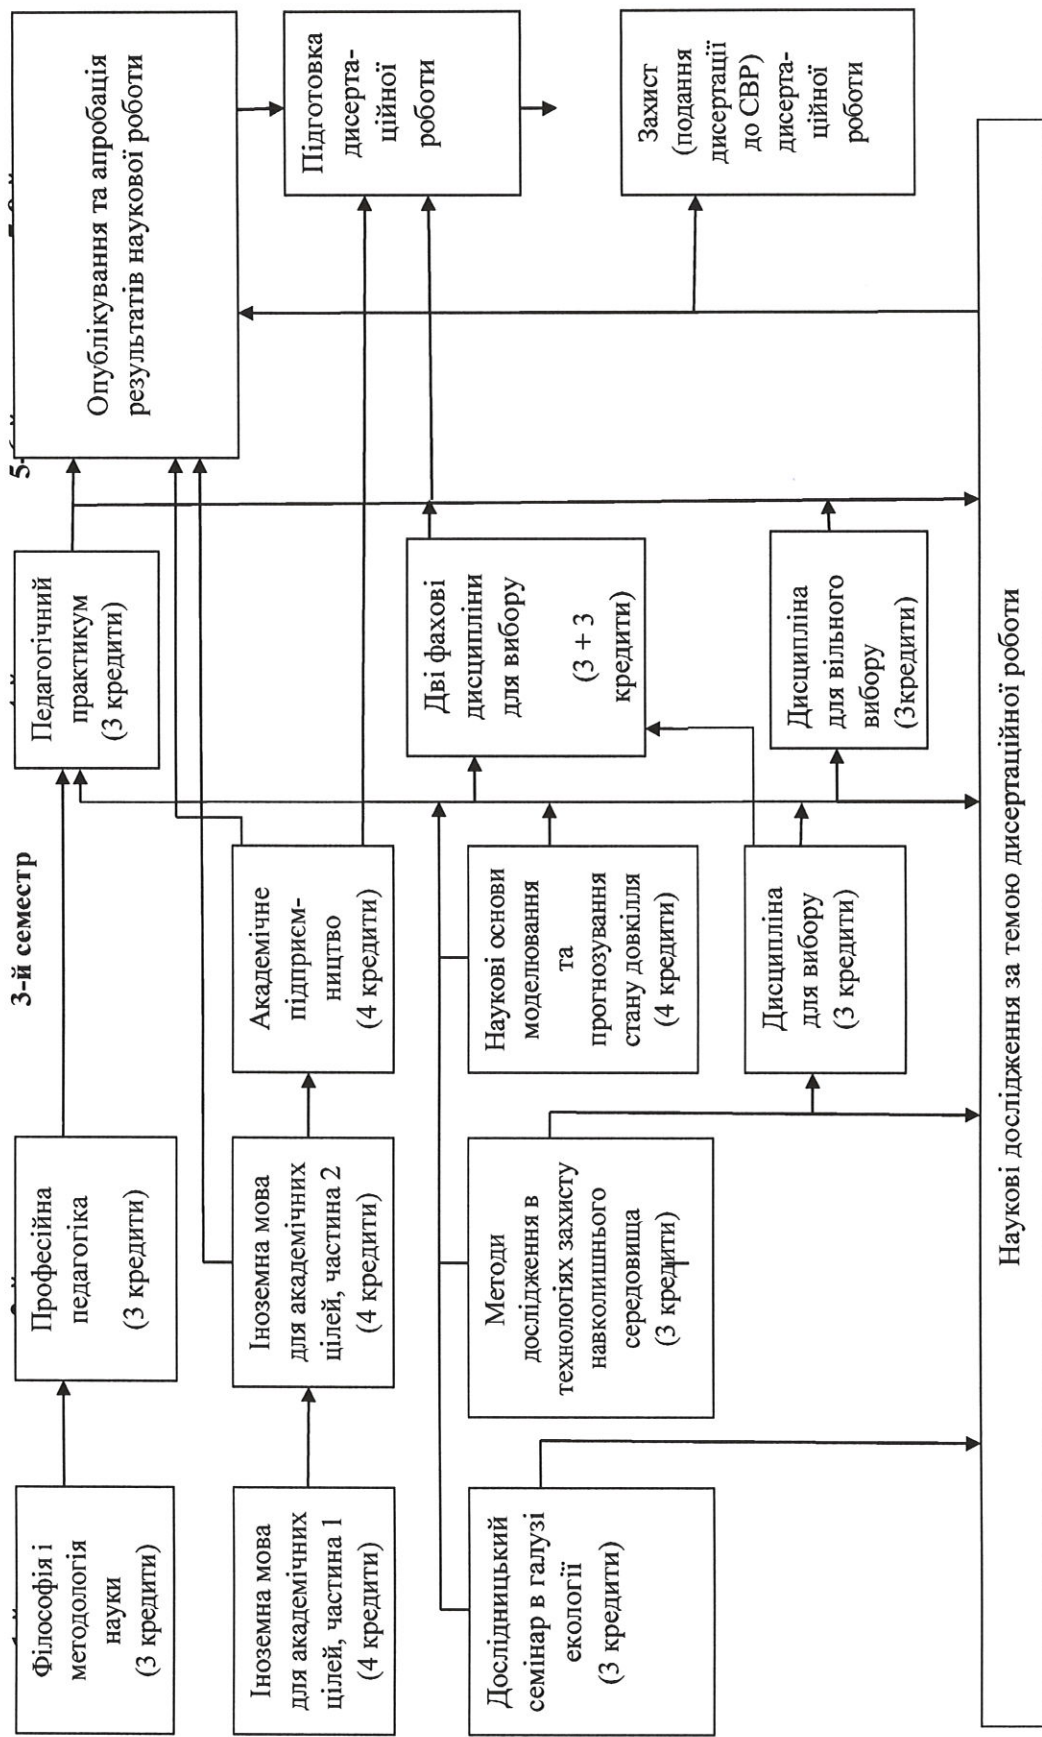 3-й семестр
5-
Філософія і
методологія
науки
(3 кредити)
Іноземна мова
для академічних
цілей, частина 1
(4 кредити)
Дослідницький
семінар в галузі
екології
(3 кредити)
Професійна
педагогіка
(3 кредити)
Іноземна мова
для академічних
цілей, частина 2
(4 кредити)
Методи
дослідження в
технологіях захисту
навколишнього
середовища
(3 кредити)
Академічне
підприєм-
ництво
(4 кредити)
Наукові основи
моделювання
та
прогнозування
стану довкілля
(4 кредити)
Дисципліна
для вибору
(3 кредити)
Педагогічний
практикум
(3 кредити)
Дві фахові
дисципліни
для вибору
(3 + 3
кредити)
Дисципліна
для вільного
вибору
(3кредити)
Опублікування та апробація
результатів наукової роботи
Підготовка
дисерта-
ційної
роботи
Захист
(подання
дисертації
до СВР)
дисерта-
ційної
роботи
Наукові дослідження за темою дисертаційної роботи